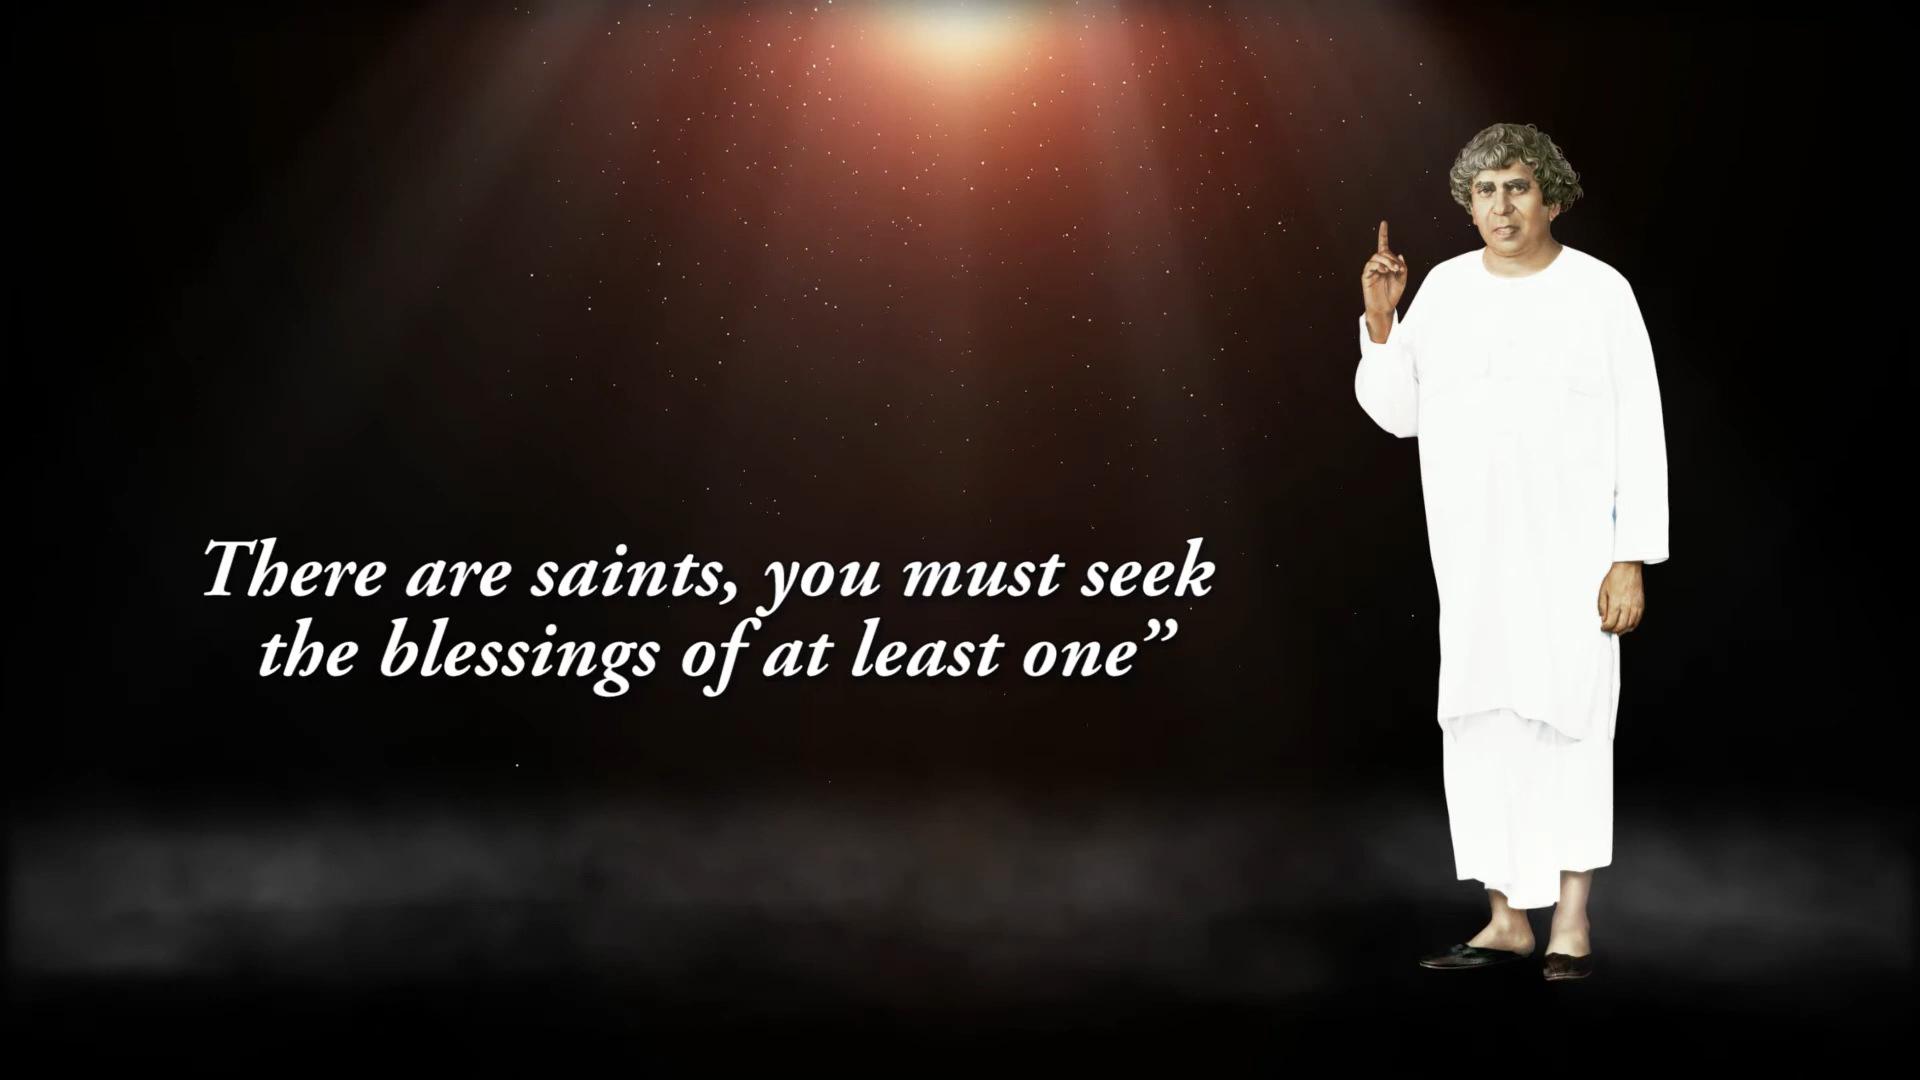 There are saints, you must seek
the blessings of at least one”